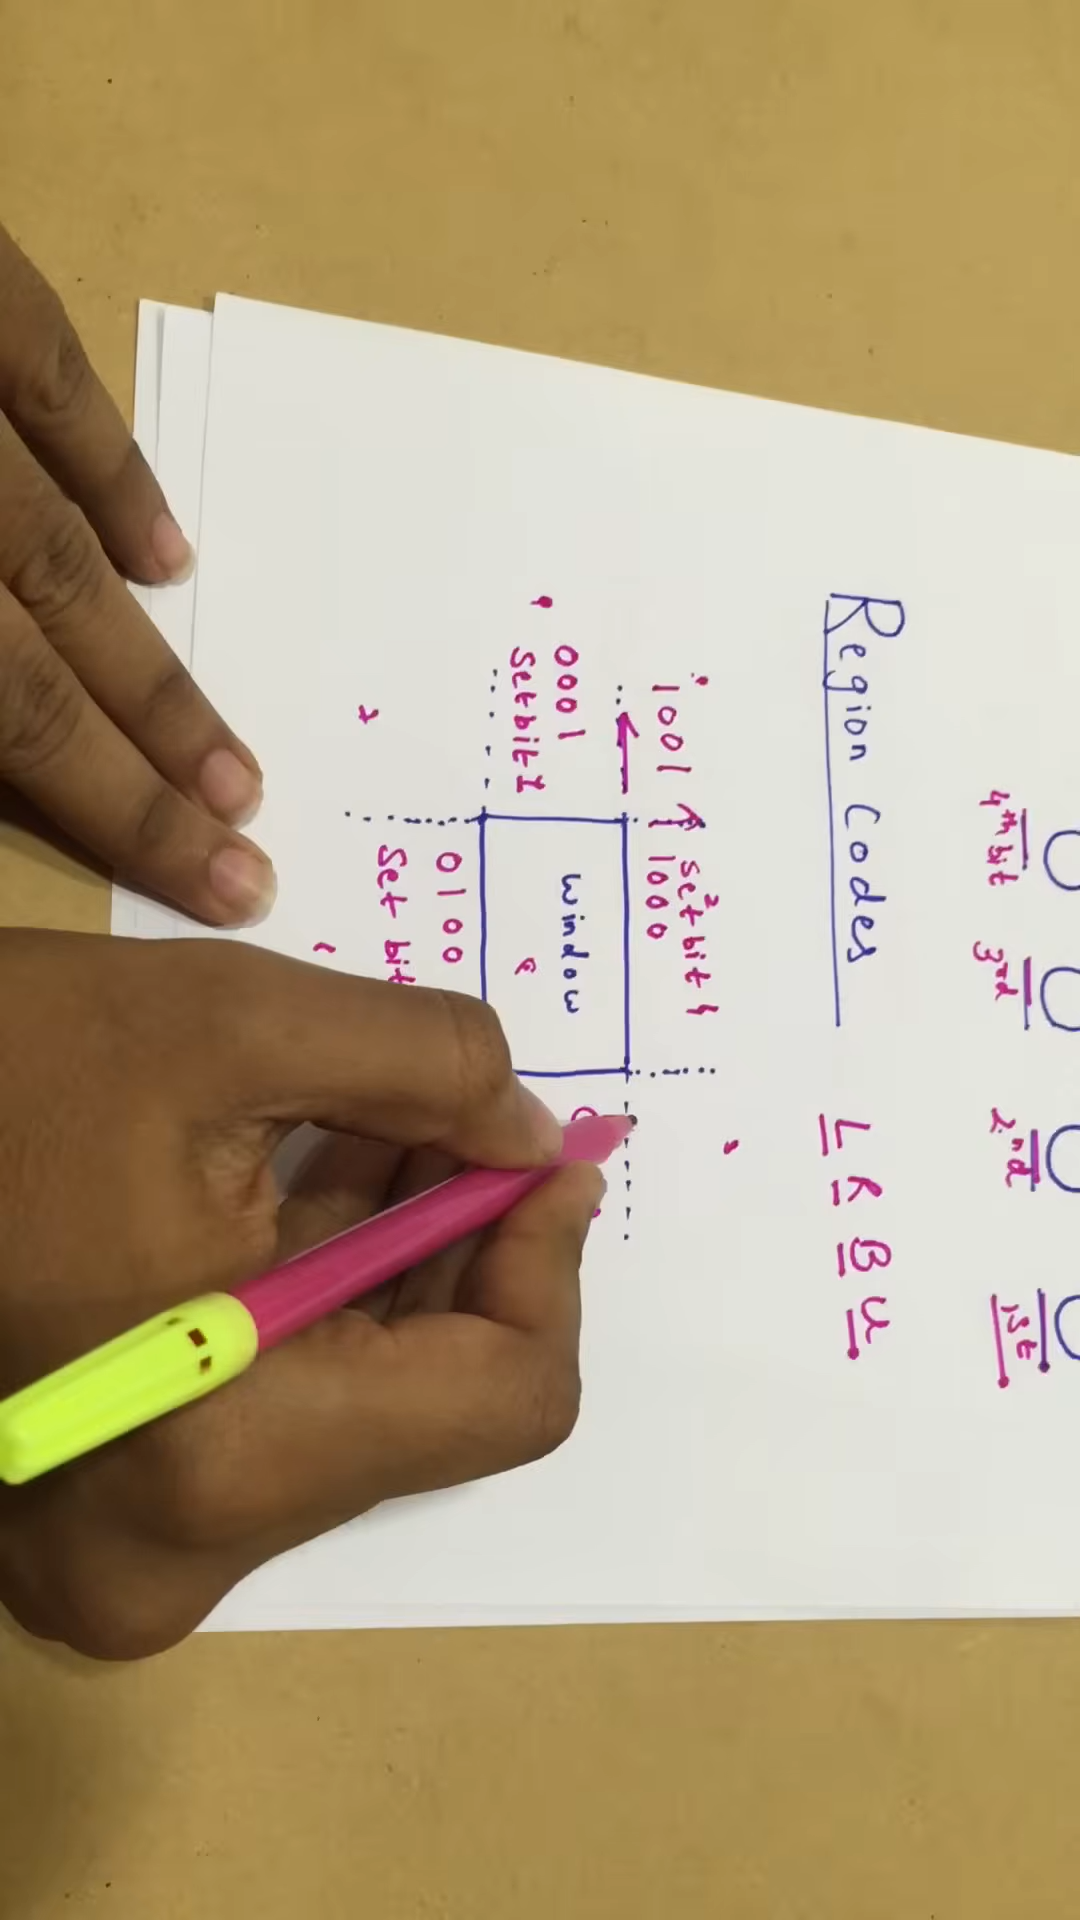 4th bit 3rd 2nd 1st
Region Codes L R B U
set bit 4
1001 1000
0001
Set bit 1
window
0100
Set bit